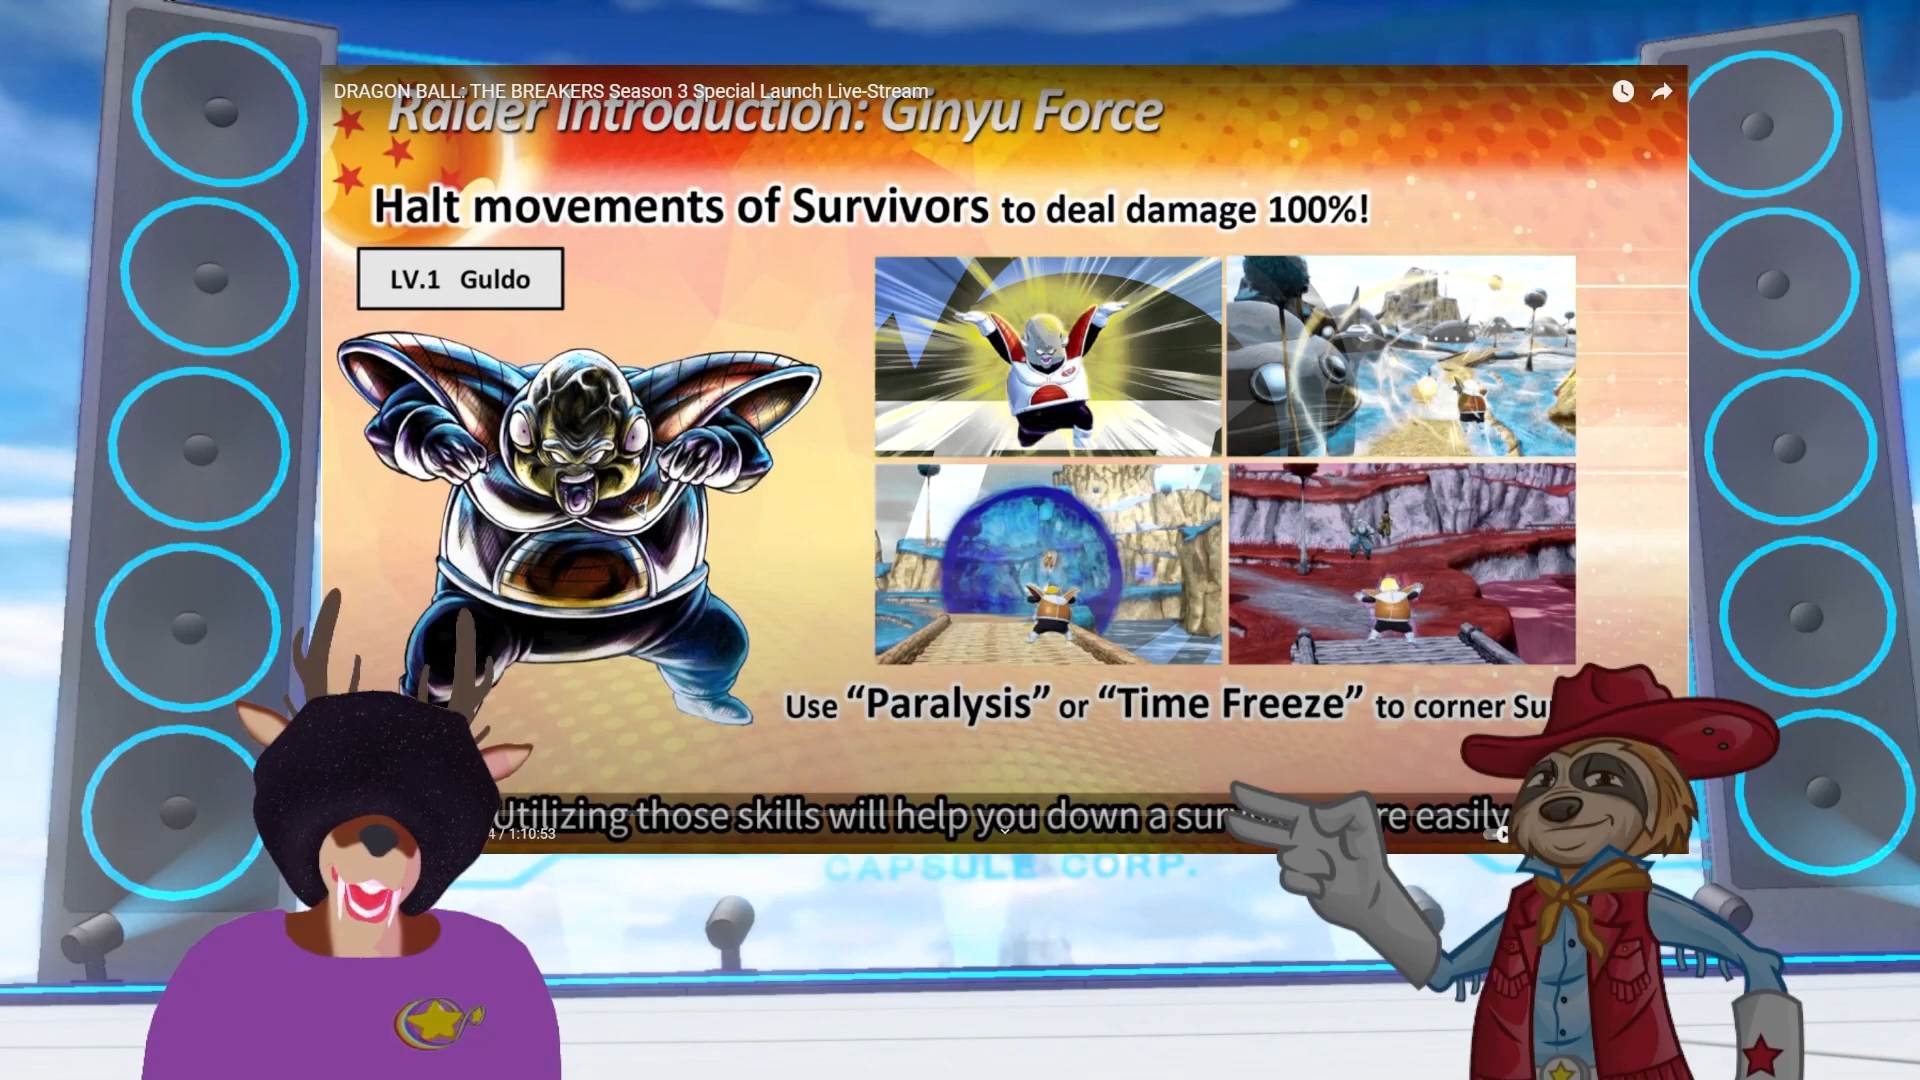 DRAGON BALL: THE BREAKERS Season 3 Special Launch Live-Stream
Raider Introduction: Ginyu Force
Halt movements of Survivors to deal damage 100%!
LV.1 Guldo
Use “Paralysis” or “Time Freeze” to corner Su
Utilizing those skills will help you down a sur re easily
4 / 1:10:53
CAPSULE CORP.